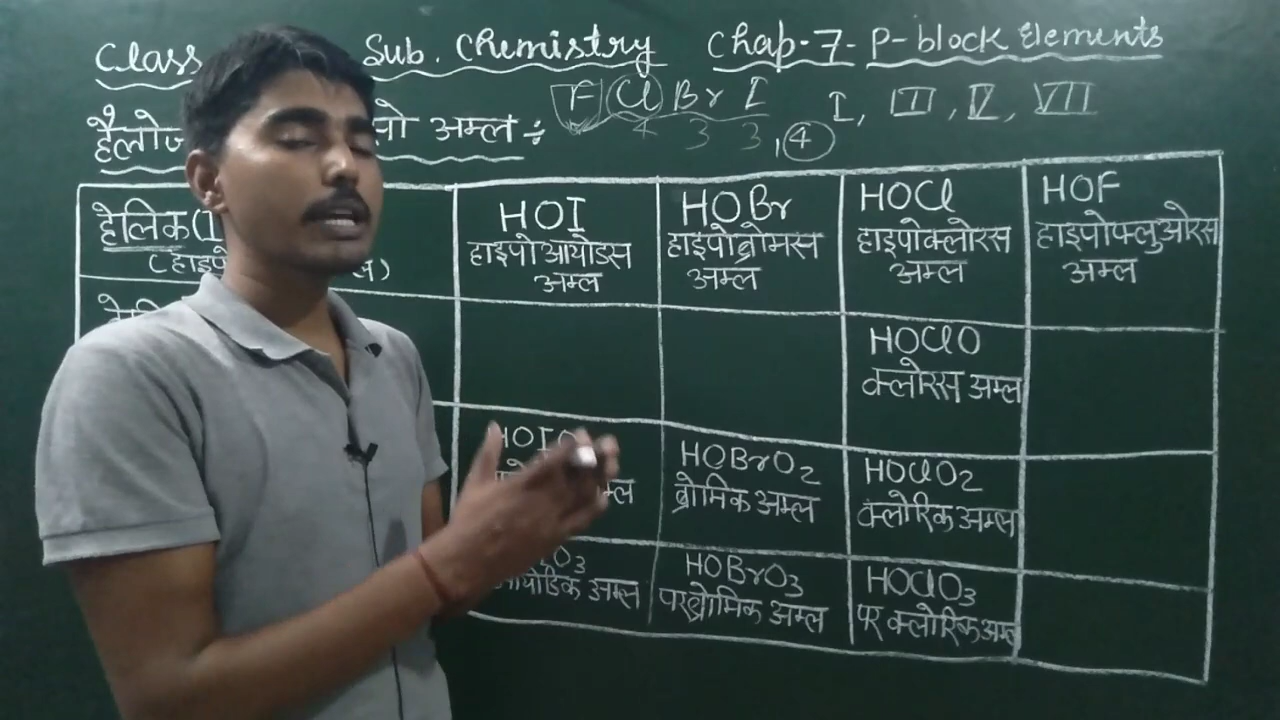 Class Sub. Chemistry Chap-7- P-block Elements
F Cl Br I I, III, V, VII
4 3 3, 4
अम्ल ÷
हैलिक (I
HOI HOBr HOCl HOF
हाइपोआयोडस अम्ल हाइपोब्रोमस अम्ल हाइपोक्लोरस अम्ल हाइपोफ्लुओरस अम्ल
HOClO
क्लोरस अम्ल
HOBrO2 HOClO2
ब्रोमिक अम्ल क्लोरिक अम्ल
HOBrO3 HOClO3
अम्ल परब्रोमिक अम्ल पर क्लोरिक अम्ल